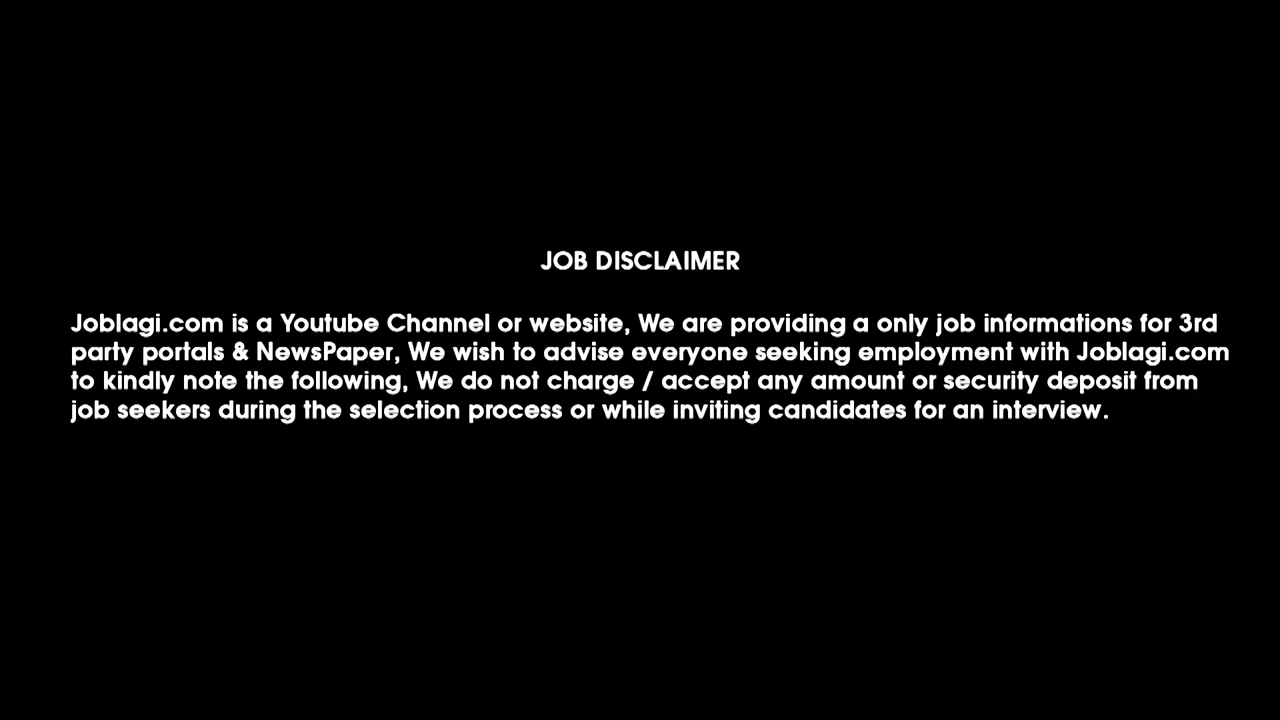 JOB DISCLAIMER
Joblagi.com is a Youtube Channel or website, We are providing a only job informations for 3rd
party portals & NewsPaper, We wish to advise everyone seeking employment with Joblagi.com
to kindly note the following, We do not charge / accept any amount or security deposit from
job seekers during the selection process or while inviting candidates for an interview.